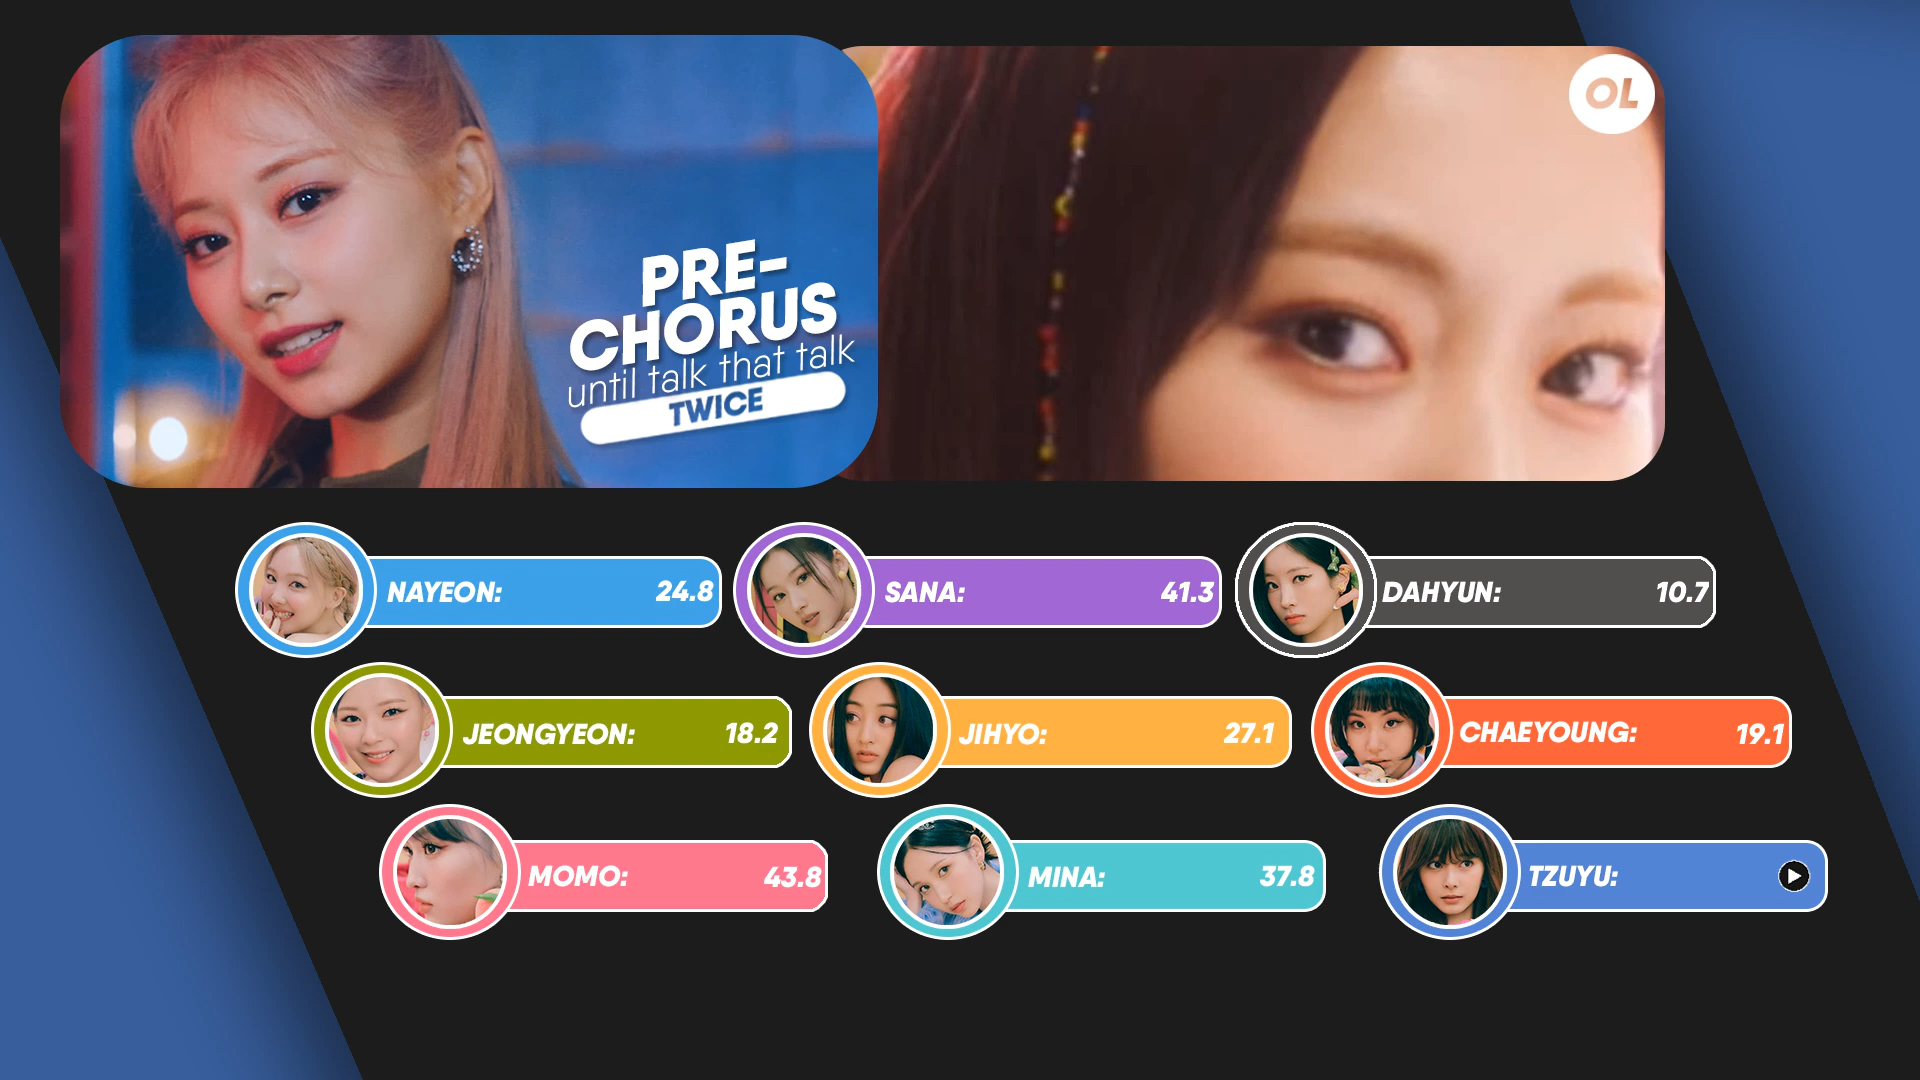 OL
PRE-
CHORUS
until talk that talk
TWICE
NAYEON: 24.8
SANA: 41.3
DAHYUN: 10.7
JEONGYEON: 18.2
JIHYO: 27.1
CHAEYOUNG: 19.1
MOMO: 43.8
MINA: 37.8
TZUYU: